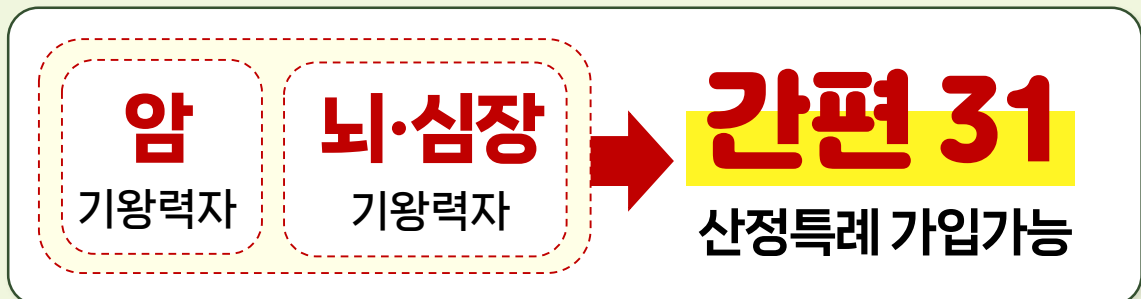 암
기왕력자
뇌·심장
기왕력자
간편 31
산정특례 가입가능